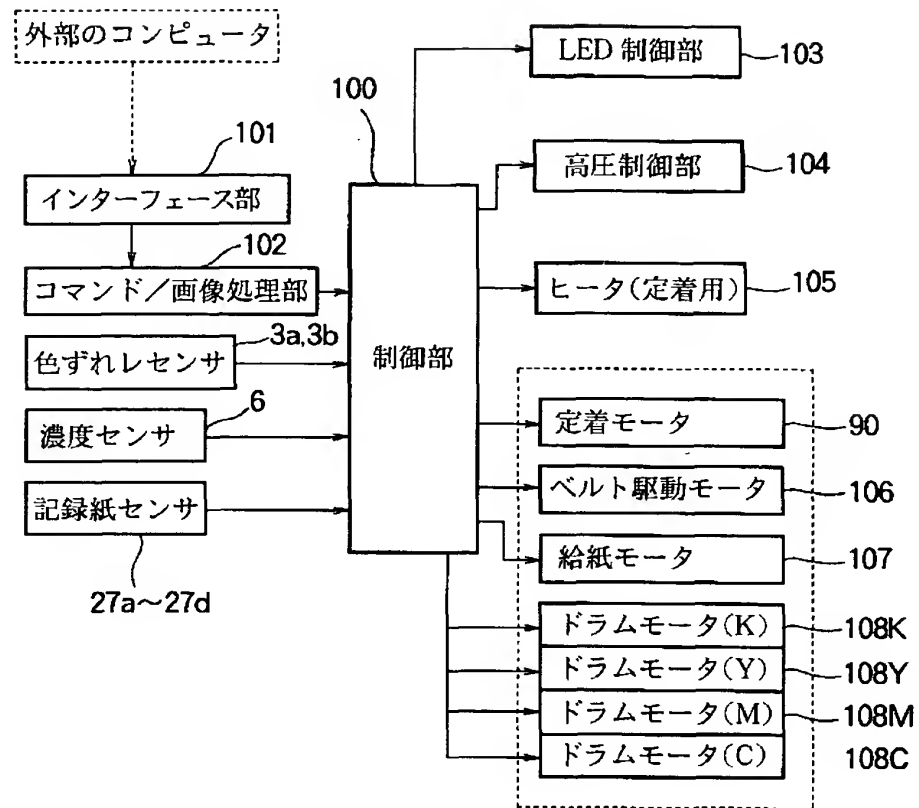 外部のコンピュータ
101
インターフェース部
102
コマンド／画像処理部
色ずれレセンサ
3a,3b
濃度センサ
6
記録紙センサ
27a～27d
100
制御部
LED 制御部
103
高圧制御部
104
ヒータ(定着用)
105
定着モータ
90
ベルト駆動モータ
106
給紙モータ
107
ドラムモータ(K)
108K
ドラムモータ(Y)
108Y
ドラムモータ(M)
108M
ドラムモータ(C)
108C